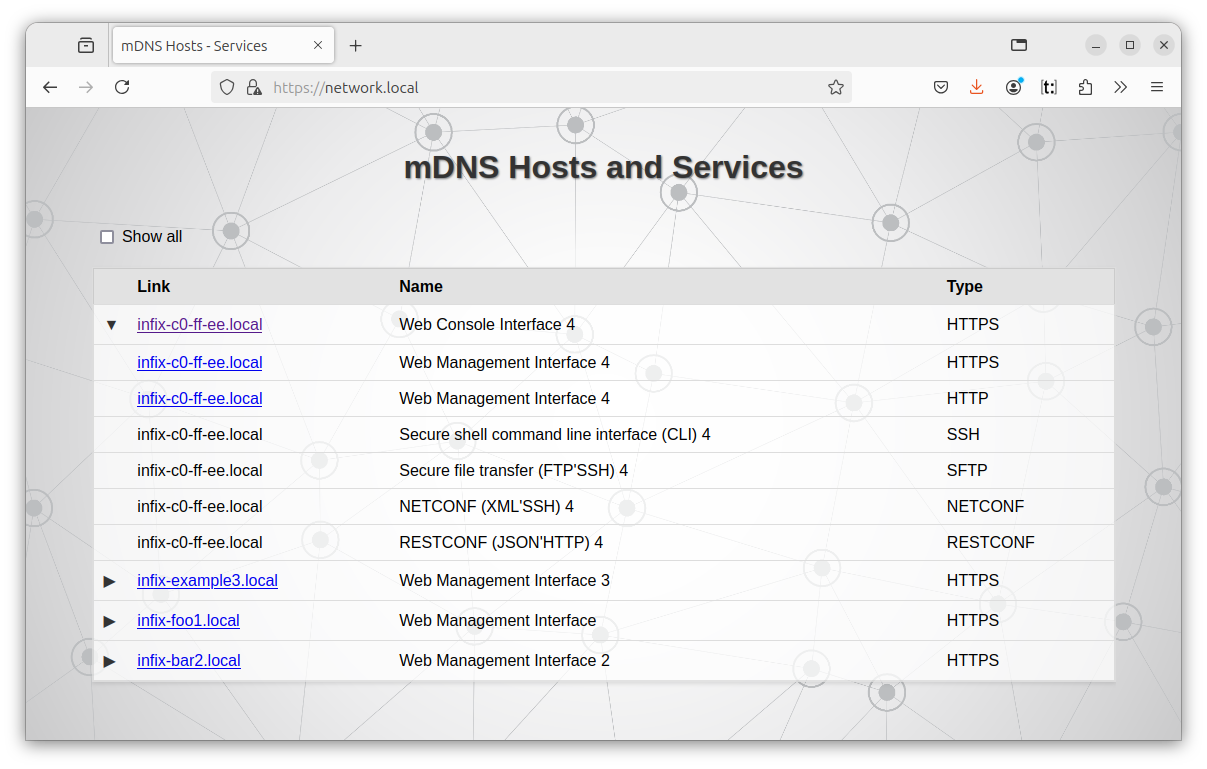 mDNS Hosts - Services
https://network.local
[t:]
mDNS Hosts and Services
Show all
Link Name Type
▼ infix-c0-ff-ee.local Web Console Interface 4 HTTPS
infix-c0-ff-ee.local Web Management Interface 4 HTTPS
infix-c0-ff-ee.local Web Management Interface 4 HTTP
infix-c0-ff-ee.local Secure shell command line interface (CLI) 4 SSH
infix-c0-ff-ee.local Secure file transfer (FTP'SSH) 4 SFTP
infix-c0-ff-ee.local NETCONF (XML'SSH) 4 NETCONF
infix-c0-ff-ee.local RESTCONF (JSON'HTTP) 4 RESTCONF
▶ infix-example3.local Web Management Interface 3 HTTPS
▶ infix-foo1.local Web Management Interface HTTPS
▶ infix-bar2.local Web Management Interface 2 HTTPS